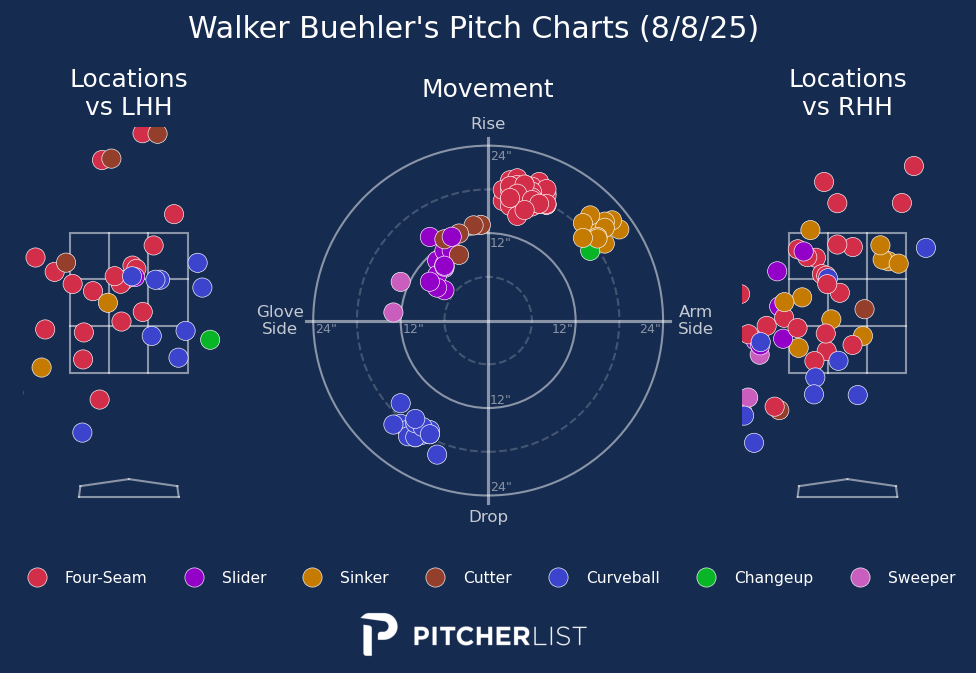 Walker Buehler's Pitch Charts (8/8/25)
Locations
vs LHH
Movement
Locations
vs RHH
Rise
24"
12"
Glove
Side
24"
12"
12"
24"
Arm
Side
12"
24"
Drop
Four-Seam
Slider
Sinker
Cutter
Curveball
Changeup
Sweeper
PITCHERLIST